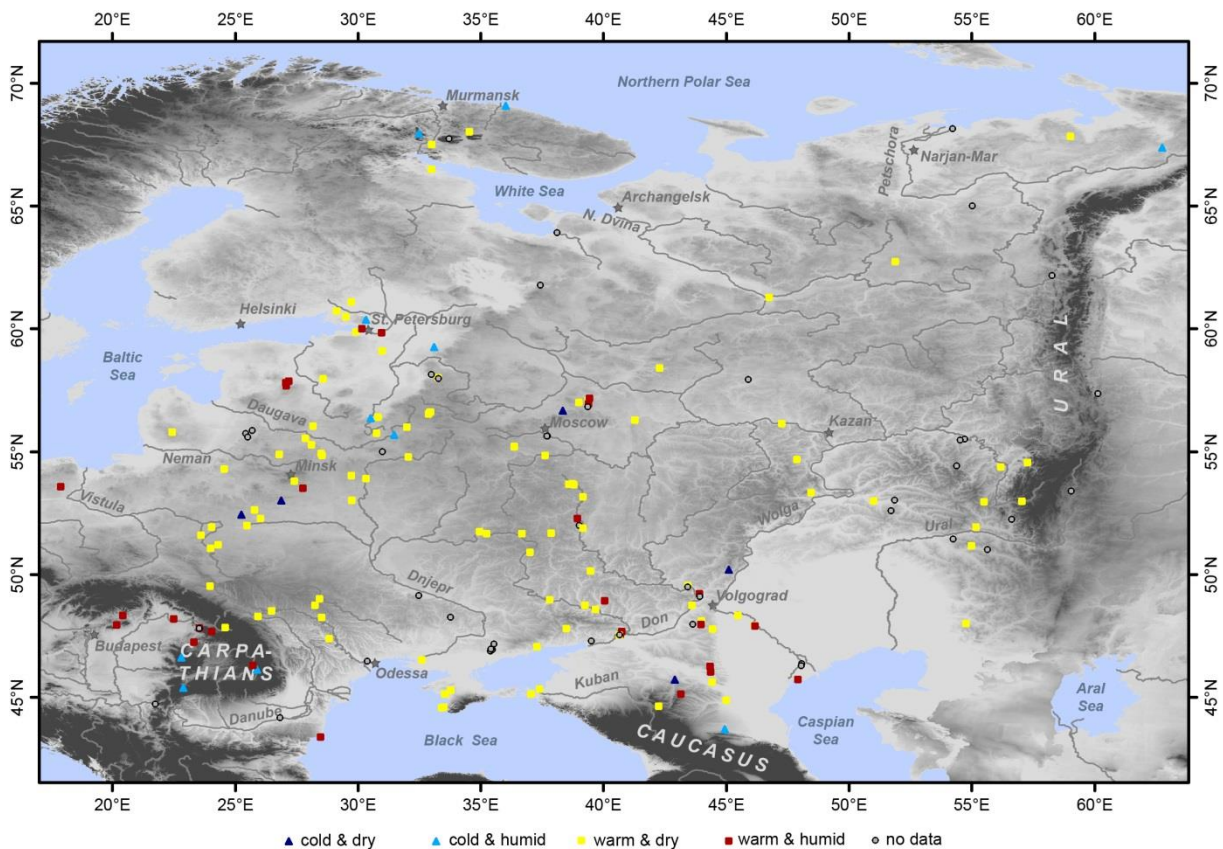 20°E 25°E 30°E 35°E 40°E 45°E 50°E 55°E 60°E
70°N 70°N
Northern Polar Sea
Murmansk
Petschora
Narjan-Mar
White Sea
Archangelsk
65°N 65°N
N. Dvina
Helsinki
St. Petersburg
60°N 60°N
Baltic
Sea
URAL
Daugava
Moscow
Kazan
55°N 55°N
Neman
Minsk
Vistula
Wolga
Ural
50°N 50°N
Dnjepr
Volgograd
Don
Budapest
CARPA-
THIANS
Odessa
Kuban
45°N 45°N
Danube
Aral
Sea
Black Sea
CAUCASUS
Caspian
Sea
20°E 25°E 30°E 35°E 40°E 45°E 50°E 55°E 60°E
cold & dry cold & humid warm & dry warm & humid no data